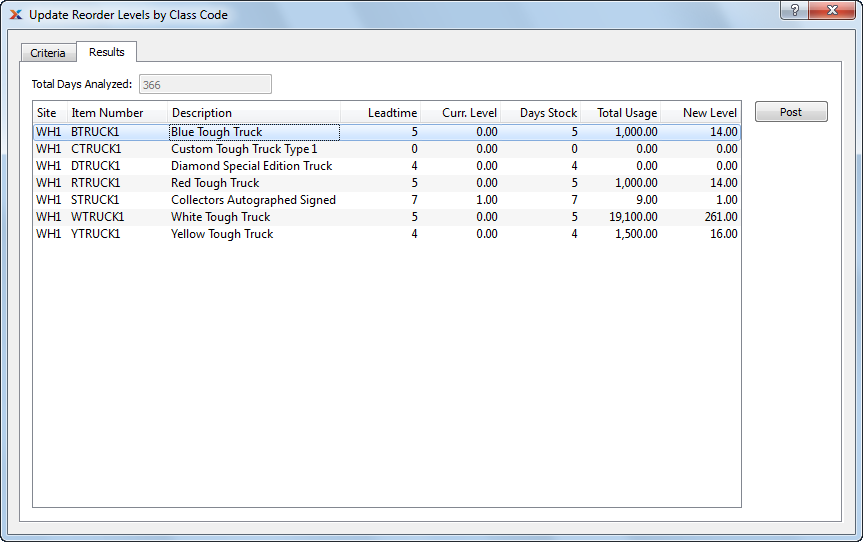 Update Reorder Levels by Class Code
Criteria Results
Total Days Analyzed: 366
Site Item Number Description Leadtime Curr. Level Days Stock Total Usage New Level Post
WH1 BTRUCK1 Blue Tough Truck 5 0.00 5 1,000.00 14.00
WH1 CTRUCK1 Custom Tough Truck Type 1 0 0.00 0 0.00 0.00
WH1 DTRUCK1 Diamond Special Edition Truck 4 0.00 4 0.00 0.00
WH1 RTRUCK1 Red Tough Truck 5 0.00 5 1,000.00 14.00
WH1 STRUCK1 Collectors Autographed Signed 7 1.00 7 9.00 1.00
WH1 WTRUCK1 White Tough Truck 5 0.00 5 19,100.00 261.00
WH1 YTRUCK1 Yellow Tough Truck 4 0.00 4 1,500.00 16.00